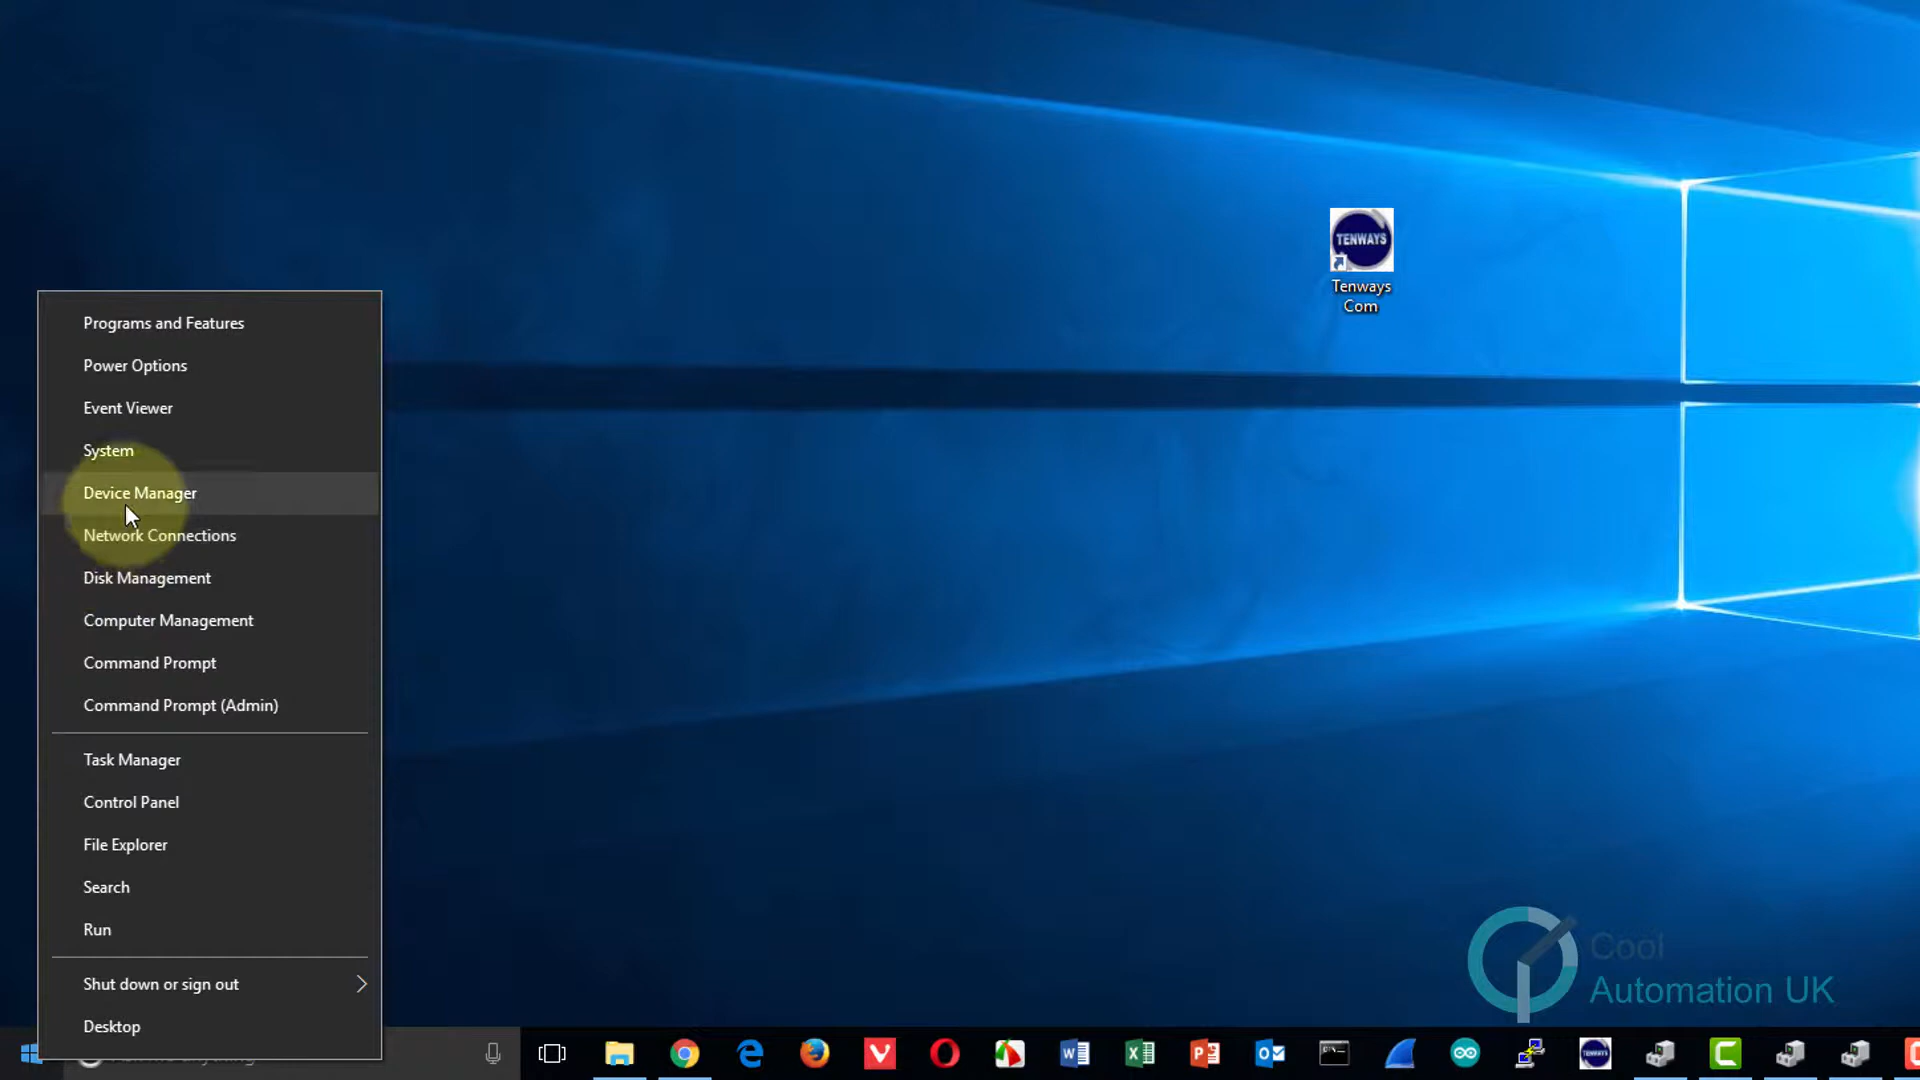 TENWAYS
Tenways
Com
Programs and Features
Power Options
Event Viewer
System
Device Manager
Network Connections
Disk Management
Computer Management
Command Prompt
Command Prompt (Admin)
Task Manager
Control Panel
File Explorer
Search
Run
Shut down or sign out
Desktop
Cool
Automation UK
TENWAYS